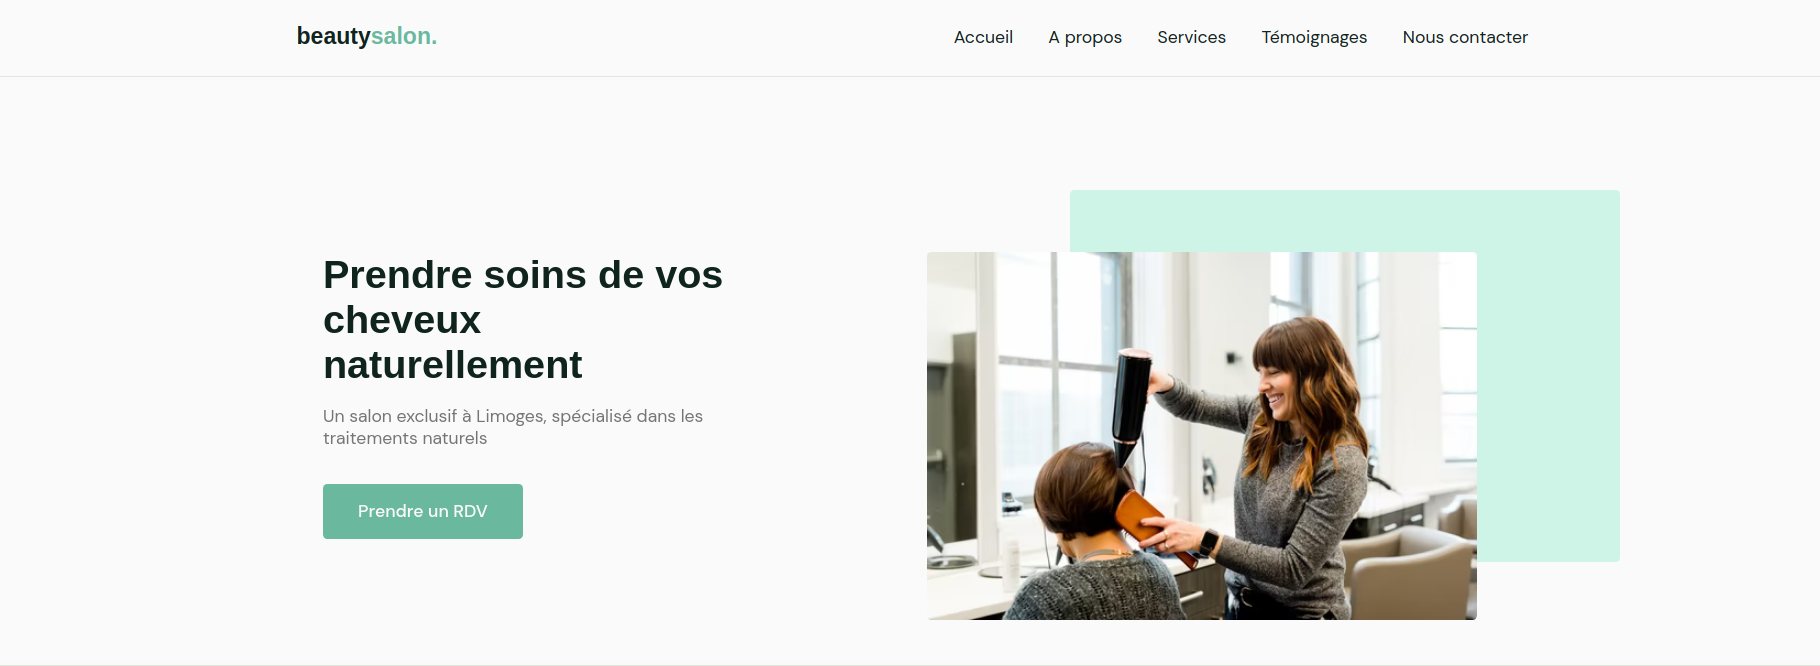 beautysalon.
Accueil A propos Services Témoignages Nous contacter
Prendre soins de vos
cheveux
naturellement
Un salon exclusif à Limoges, spécialisé dans les
traitements naturels
Prendre un RDV